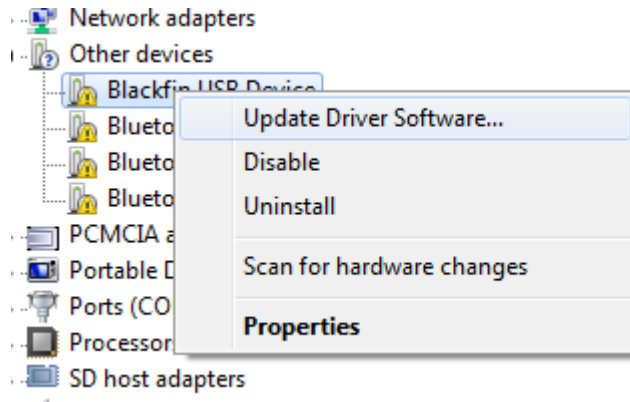 Network adapters
Other devices
Blackfin USB Device
Update Driver Software...
Blueto
Disable
Blueto
Uninstall
Blueto
PCMCIA a
Scan for hardware changes
Portable D
Ports (CO
Properties
Processor
SD host adapters